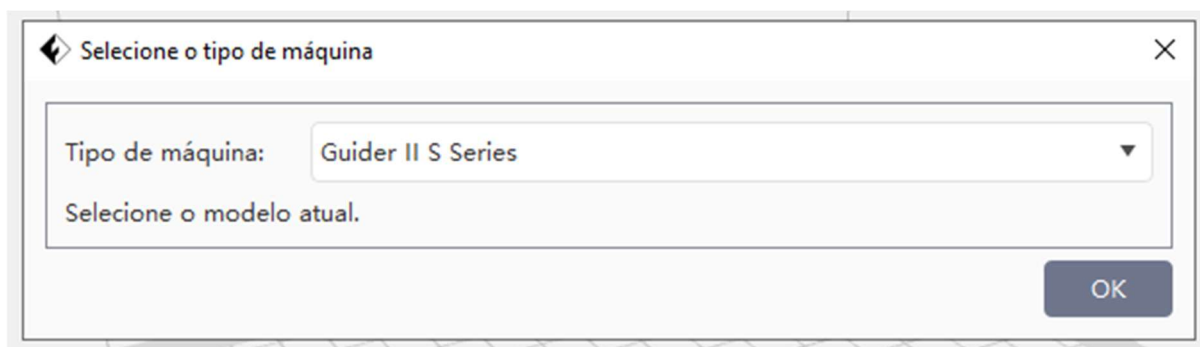 Selecione o tipo de máquina
Tipo de máquina: Guider II S Series
Selecione o modelo atual.
OK